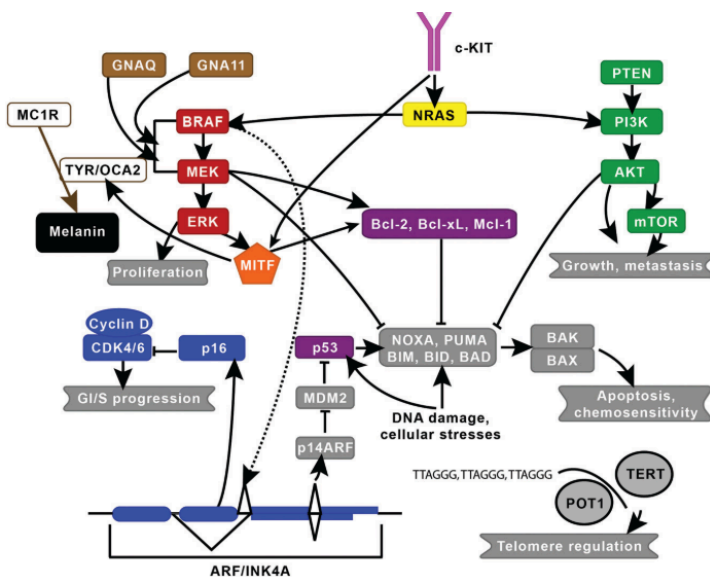 c-KIT
GNAQ
GNA11
PTEN
MC1R
BRAF
NRAS
PI3K
TYR/OCA2
MEK
AKT
ERK
Bcl-2, Bcl-xL, Mcl-1
mTOR
Melanin
MITF
Proliferation
Growth, metastasis
Cyclin D
CDK4/6
p16
p53
NOXA, PUMA
BIM, BID, BAD
BAK
BAX
GI/S progression
MDM2
Apoptosis,
chemosensitivity
DNA damage,
cellular stresses
p14ARF
TTAGGG,TTAGGG,TTAGGG
TERT
POT1
Telomere regulation
ARF/INK4A